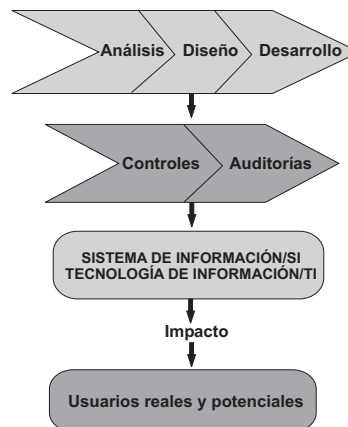 Análisis Diseño Desarrollo
Controles Auditorías
SISTEMA DE INFORMACIÓN/SI
TECNOLOGÍA DE INFORMACIÓN/TI
Impacto
Usuarios reales y potenciales